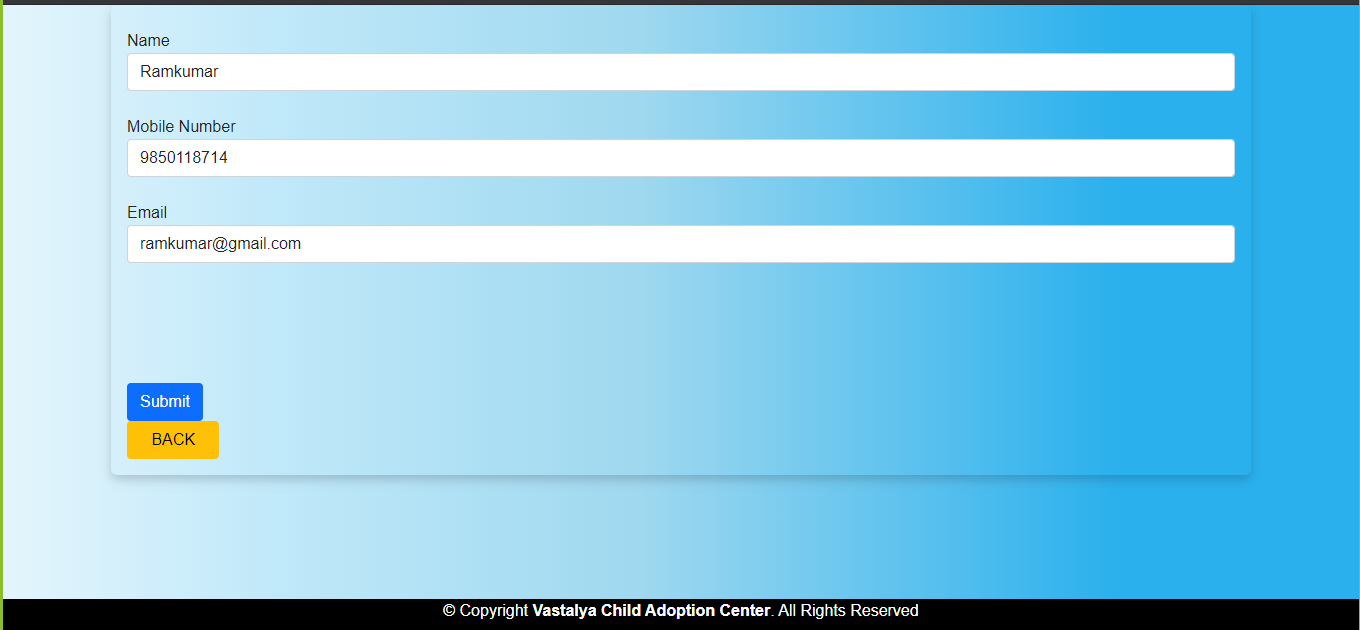 Name
Ramkumar
Mobile Number
9850118714
Email
ramkumar@gmail.com
Submit
BACK
© Copyright Vastalya Child Adoption Center. All Rights Reserved